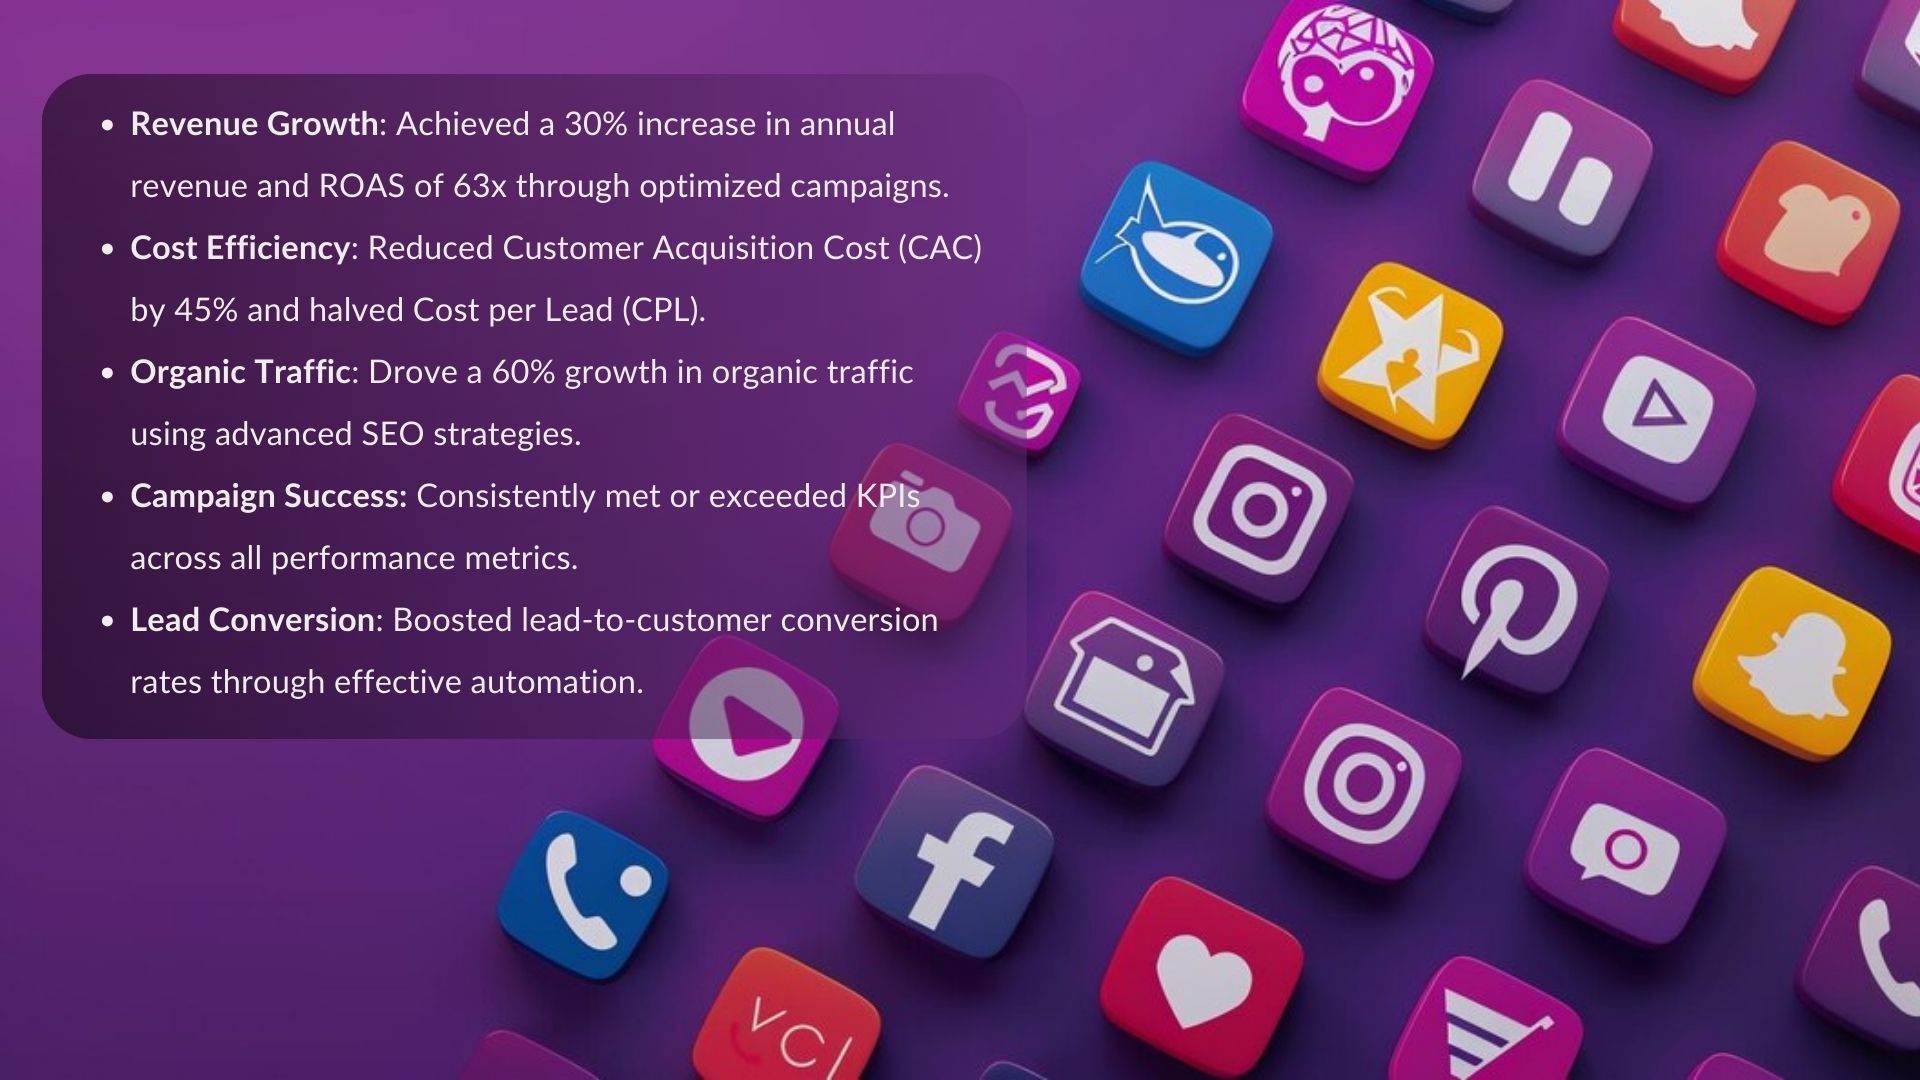 • Revenue Growth: Achieved a 30% increase in annual
revenue and ROAS of 63x through optimized campaigns.
• Cost Efficiency: Reduced Customer Acquisition Cost (CAC)
by 45% and halved Cost per Lead (CPL).
• Organic Traffic: Drove a 60% growth in organic traffic
using advanced SEO strategies.
• Campaign Success: Consistently met or exceeded KPIs
across all performance metrics.
• Lead Conversion: Boosted lead-to-customer conversion
rates through effective automation.